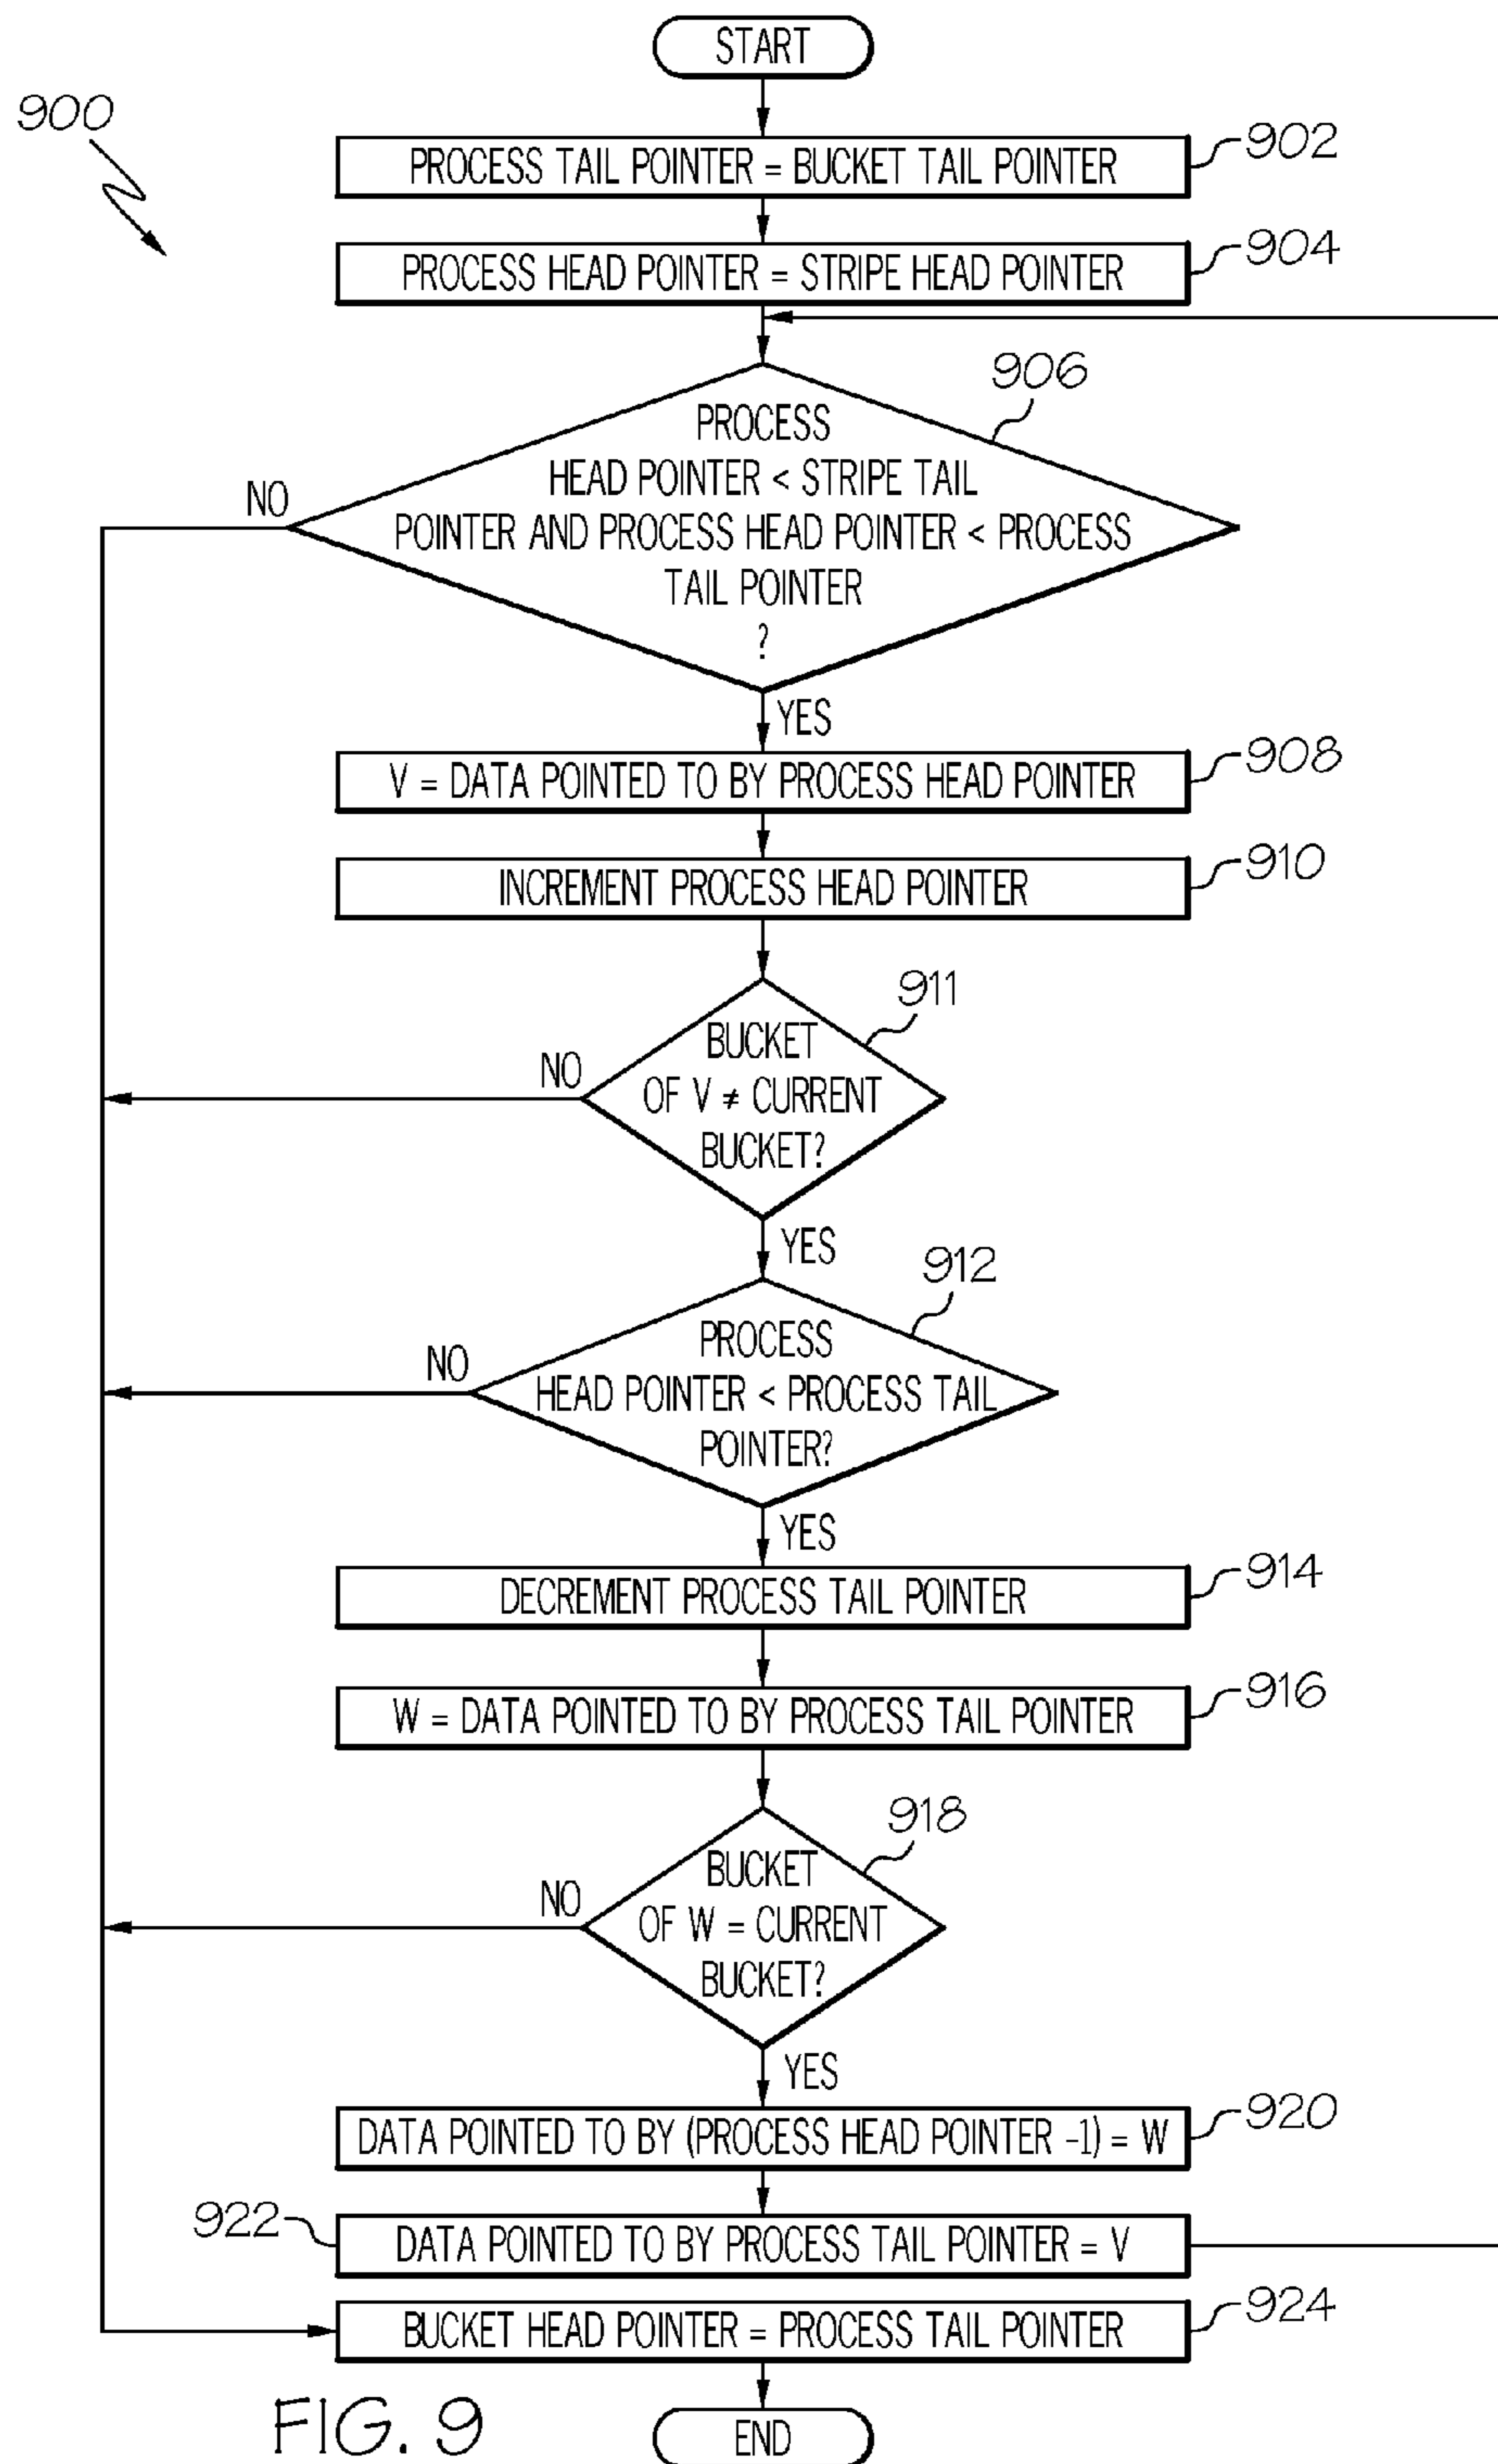 START
900
PROCESS TAIL POINTER = BUCKET TAIL POINTER
902
PROCESS HEAD POINTER = STRIPE HEAD POINTER
904
906
PROCESS
HEAD POINTER < STRIPE TAIL
POINTER AND PROCESS HEAD POINTER < PROCESS
TAIL POINTER
?
NO
YES
V = DATA POINTED TO BY PROCESS HEAD POINTER
908
INCREMENT PROCESS HEAD POINTER
910
911
BUCKET
OF V ≠ CURRENT
BUCKET?
NO
YES
912
PROCESS
HEAD POINTER < PROCESS TAIL
POINTER?
NO
YES
DECREMENT PROCESS TAIL POINTER
914
W = DATA POINTED TO BY PROCESS TAIL POINTER
916
918
BUCKET
OF W = CURRENT
BUCKET?
NO
YES
DATA POINTED TO BY (PROCESS HEAD POINTER -1) = W
920
922
DATA POINTED TO BY PROCESS TAIL POINTER = V
BUCKET HEAD POINTER = PROCESS TAIL POINTER
924
FIG. 9
END